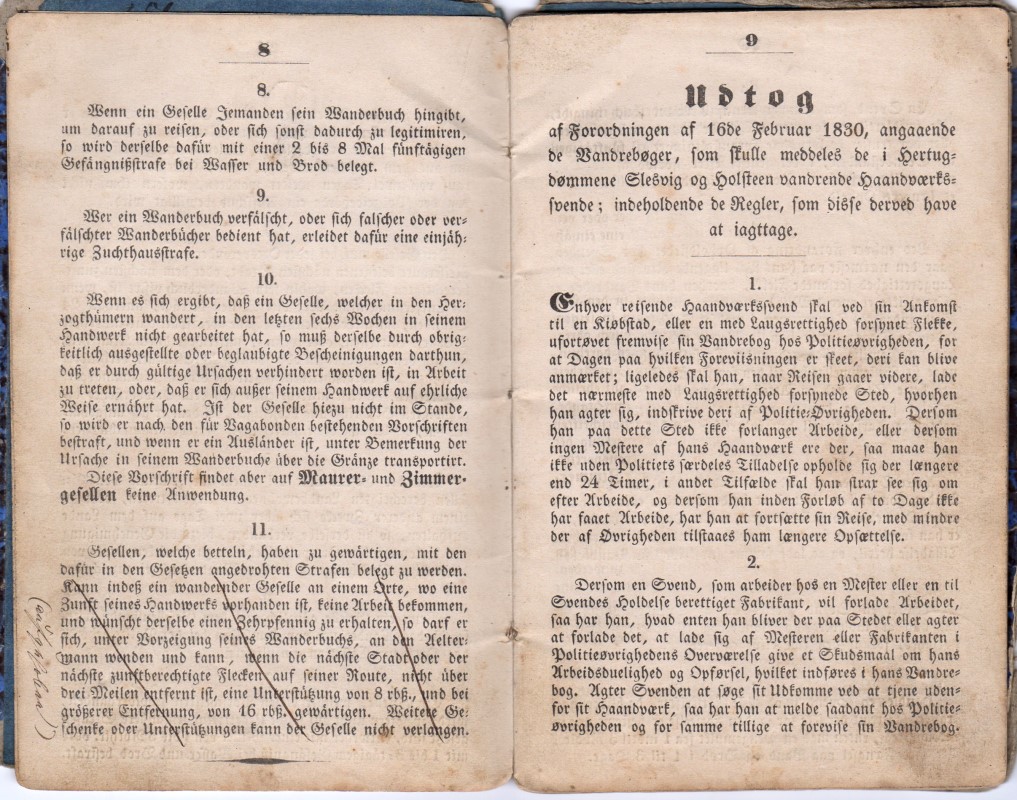 8
8.
Wenn ein Geselle Jemanden sein Wanderbuch hingibt,
um darauf zu reisen, oder sich sonst dadurch zu legitimiren,
so wird derselbe dafür mit einer 2 bis 8 Mal fünftägigen
Gefängnißstrafe bei Wasser und Brod belegt.
9.
Wer ein Wanderbuch verfälscht, oder sich falscher oder ver-
fälschter Wanderbücher bedient hat, erleidet dafür eine einjäh-
rige Zuchthausstrafe.
10.
Wenn es sich ergibt, daß ein Geselle, welcher in den Her-
zogthümern wandert, in den letzten sechs Wochen in seinem
Handwerk nicht gearbeitet hat, so muß derselbe durch obrig-
keitlich ausgestellte oder beglaubigte Bescheinigungen darthun,
daß er durch gültige Ursachen verhindert worden ist, in Arbeit
zu treten, oder, daß er sich außer seinem Handwerk auf ehrliche
Weise ernährt hat. Ist der Geselle hiezu nicht im Stande,
so wird er nach den für Vagabonden bestehenden Vorschriften
bestraft, und wenn er ein Ausländer ist, unter Bemerkung der
Ursache in seinem Wanderbuche über die Gränze transportirt.
Diese Vorschrift findet aber auf Maurer- und Zimmer-
gesellen keine Anwendung.
11.
Gesellen, welche betteln, haben zu gewärtigen, mit den
dafür in den Gesetzen angedrohten Strafen belegt zu werden.
Kann indeß ein wandernder Geselle an einem Orte, wo eine
Zunft seines Handwerks vorhanden ist, keine Arbeit bekommen,
und wünscht derselbe einen Zehrpfennig zu erhalten, so darf er
sich, unter Vorzeigung seines Wanderbuchs, an den Aelter-
mann wenden und kann, wenn die nächste Stadt oder der
nächste zunftberechtigte Flecken auf seiner Route, nicht über
drei Meilen entfernt ist, eine Unterstützung von 8 rbß., und bei
größerer Entfernung, von 16 rbß. gewärtigen. Weitere Ge-
schenke oder Unterstützungen kann der Geselle nicht verlangen.
9
Udtog
af Forordningen af 16de Februar 1830, angaaende
de Vandrebøger, som skulle meddeles de i Hertug-
dømmene Slesvig og Holsteen vandrende Haandværks-
svende; indeholdende de Regler, som disse derved have
at iagttage.
1.
Enhver reisende Haandværkssvend skal ved sin Ankomst
til en Kiøbstad, eller en med Laugsrettighed forsynet Flekke,
ufortøvet fremvise sin Vandrebog hos Politieøvrigheden, for
at Dagen paa hvilken Foreviisningen er skeet, deri kan blive
anmærket; ligeledes skal han, naar Reisen gaaer videre, lade
det nærmeste med Laugsrettighed forsynede Sted, hvorhen
han agter sig, indskrive deri af Politie-Øvrigheden. Dersom
han paa dette Sted ikke forlanger Arbeide, eller dersom
ingen Mestere af hans Haandværk ere der, saa maae han
ikke uden Politiets særdeles Tilladelse opholde sig der længere
end 24 Timer, i andet Tilfælde skal han strax see sig om
efter Arbeide, og dersom han inden Forløb af to Dage ikke
har faaet Arbeide, har han at fortsætte sin Reise, med mindre
der af Øvrigheden tilstaaes ham længere Opsættelse.
2.
Dersom en Svend, som arbeider hos en Mester eller en til
Svendes Holdelse berettiget Fabrikant, vil forlade Arbeidet,
saa har han, hvad enten han bliver der paa Stedet eller agter
at forlade det, at lade sig af Mesteren eller Fabrikanten i
Politieøvrighedens Overværelse give et Skudsmaal om hans
Arbeidsduelighed og Opførsel, hvilket indføres i hans Vandre-
bog. Agter Svenden at søge sit Udkomme ved at tjene uden-
for sit Haandværk, saa har han at melde saadant hos Politie-
øvrigheden og for samme tillige at forevise sin Vandrebog.